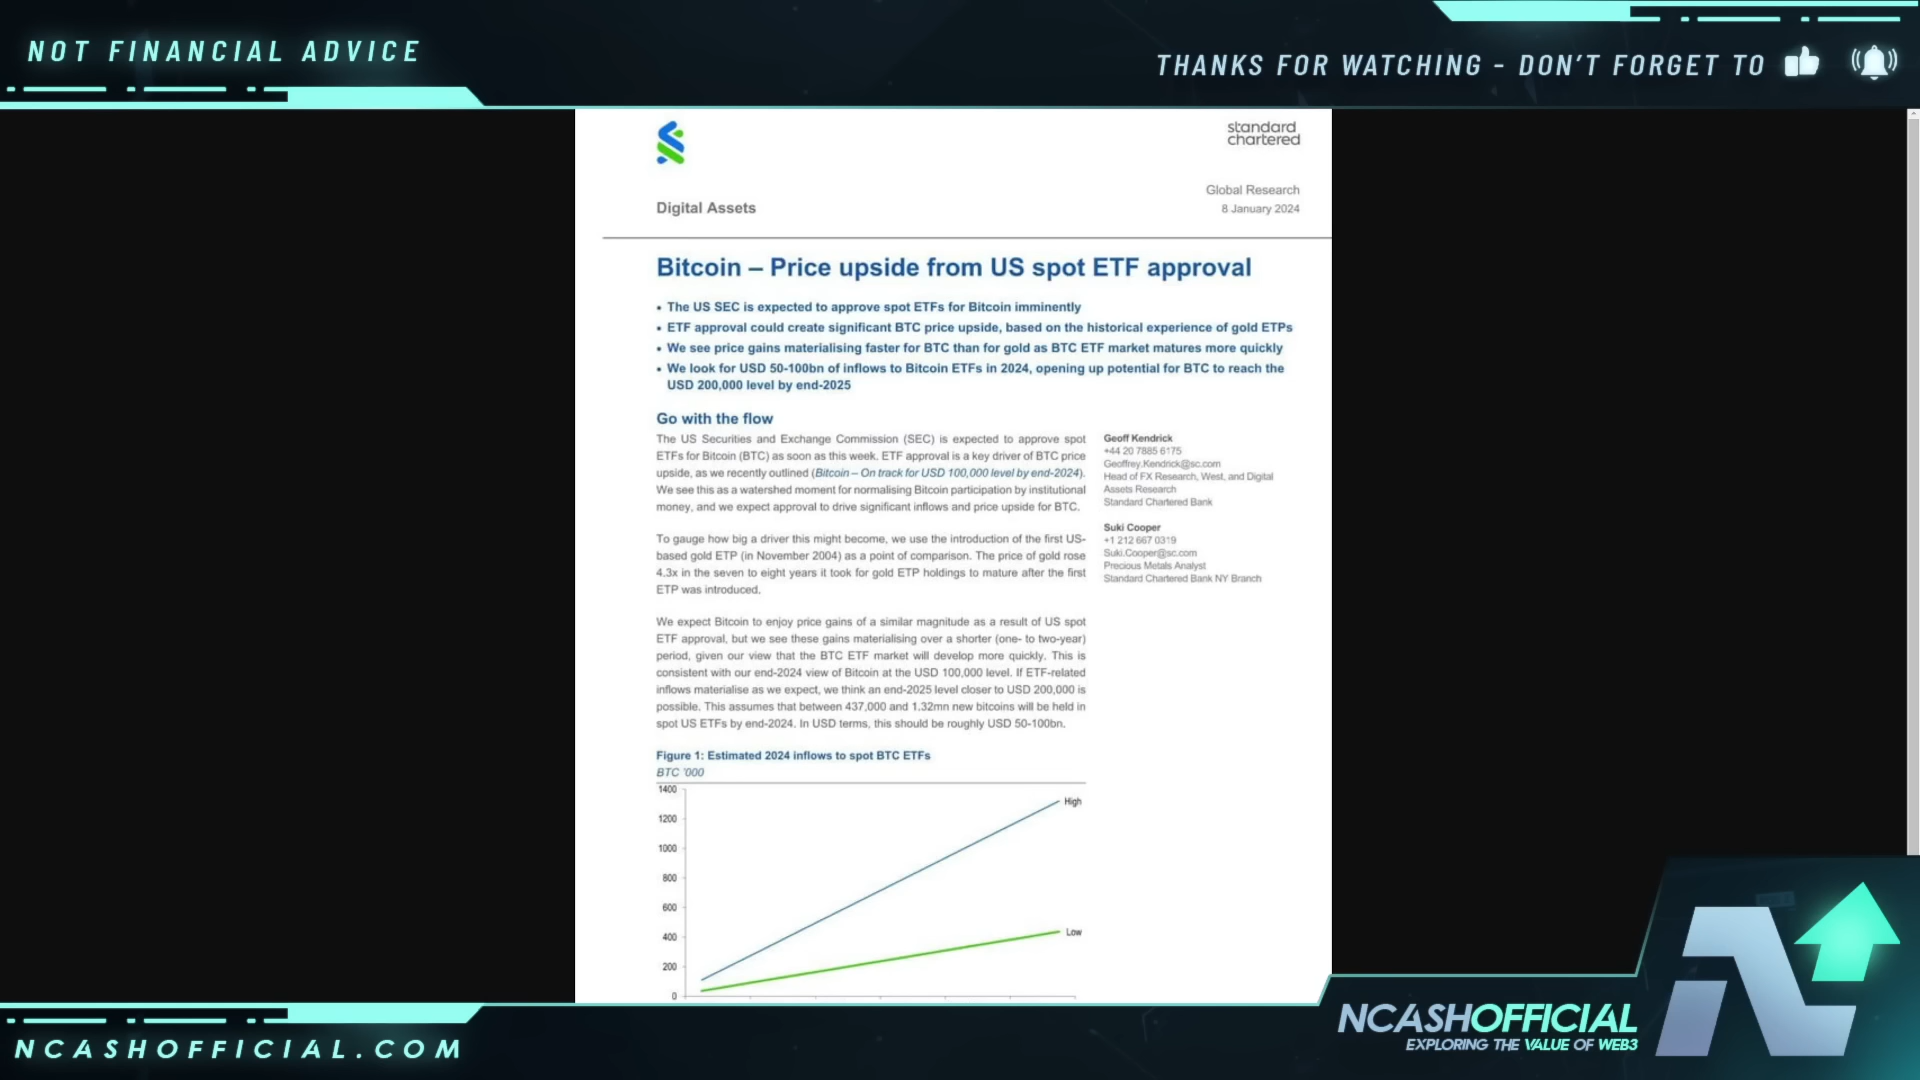 NOT FINANCIAL ADVICE
THANKS FOR WATCHING - DON'T FORGET TO
standard
chartered
Global Research
Digital Assets
8 January 2024
Bitcoin – Price upside from US spot ETF approval
• The US SEC is expected to approve spot ETFs for Bitcoin imminently
• ETF approval could create significant BTC price upside, based on the historical experience of gold ETPs
• We see price gains materialising faster for BTC than for gold as BTC ETF market matures more quickly
• We look for USD 50-100bn of inflows to Bitcoin ETFs in 2024, opening up potential for BTC to reach the
USD 200,000 level by end-2025
Go with the flow
The US Securities and Exchange Commission (SEC) is expected to approve spot
ETFs for Bitcoin (BTC) as soon as this week. ETF approval is a key driver of BTC price
upside, as we recently outlined (Bitcoin – On track for USD 100,000 level by end-2024).
We see this as a watershed moment for normalising Bitcoin participation by institutional
money, and we expect approval to drive significant inflows and price upside for BTC.
To gauge how big a driver this might become, we use the introduction of the first US-
based gold ETP (in November 2004) as a point of comparison. The price of gold rose
4.3x in the seven to eight years it took for gold ETP holdings to mature after the first
ETP was introduced.
We expect Bitcoin to enjoy price gains of a similar magnitude as a result of US spot
ETF approval, but we see these gains materialising over a shorter (one- to two-year)
period, given our view that the BTC ETF market will develop more quickly. This is
consistent with our end-2024 view of Bitcoin at the USD 100,000 level. If ETF-related
inflows materialise as we expect, we think an end-2025 level closer to USD 200,000 is
possible. This assumes that between 437,000 and 1.32mn new bitcoins will be held in
spot US ETFs by end-2024. In USD terms, this should be roughly USD 50-100bn.
Geoff Kendrick
+44 20 7885 6175
Geoffrey.Kendrick@sc.com
Head of FX Research, West, and Digital
Assets Research
Standard Chartered Bank
Suki Cooper
+1 212 667 0319
Suki.Cooper@sc.com
Precious Metals Analyst
Standard Chartered Bank NY Branch
Figure 1: Estimated 2024 inflows to spot BTC ETFs
BTC '000
1400
1200
1000
800
600
400
200
0
High
Low
NCASHOFFICIAL.COM
NCASHOFFICIAL
EXPLORING THE VALUE OF WEB3